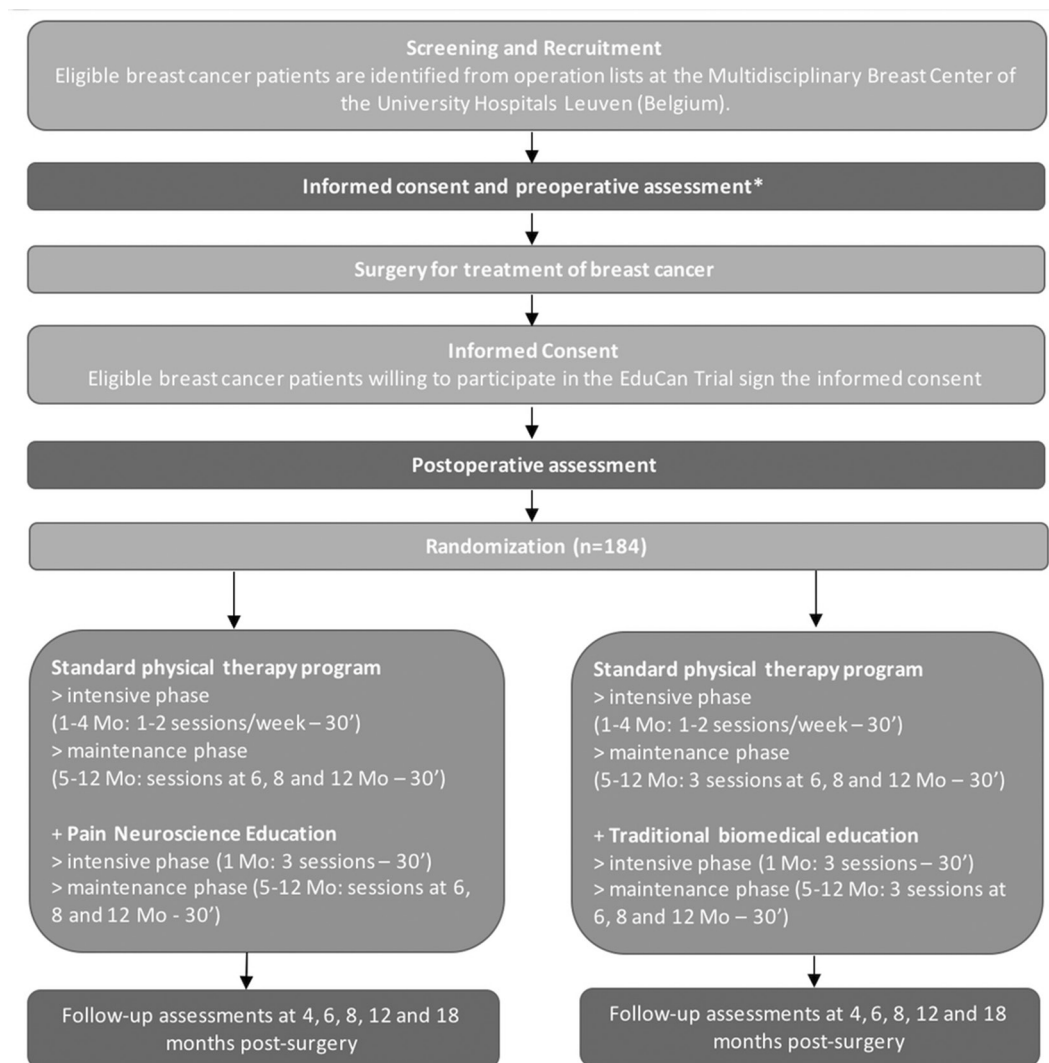 Screening and Recruitment
Eligible breast cancer patients are identified from operation lists at the Multidisciplinary Breast Center of
the University Hospitals Leuven (Belgium).
Informed consent and preoperative assessment*
Surgery for treatment of breast cancer
Informed Consent
Eligible breast cancer patients willing to participate in the EduCan Trial sign the informed consent
Postoperative assessment
Randomization (n=184)
Standard physical therapy program
> intensive phase
(1-4 Mo: 1-2 sessions/week – 30’)
> maintenance phase
(5-12 Mo: sessions at 6, 8 and 12 Mo – 30’)
+ Pain Neuroscience Education
> intensive phase (1 Mo: 3 sessions – 30’)
> maintenance phase (5-12 Mo: sessions at 6,
8 and 12 Mo - 30’)
Standard physical therapy program
> intensive phase
(1-4 Mo: 1-2 sessions/week – 30’)
> maintenance phase
(5-12 Mo: 3 sessions at 6, 8 and 12 Mo – 30’)
+ Traditional biomedical education
> intensive phase (1 Mo: 3 sessions – 30’)
> maintenance phase (5-12 Mo: 3 sessions at
6, 8 and 12 Mo – 30’)
Follow-up assessments at 4, 6, 8, 12 and 18
months post-surgery
Follow-up assessments at 4, 6, 8, 12 and 18
months post-surgery